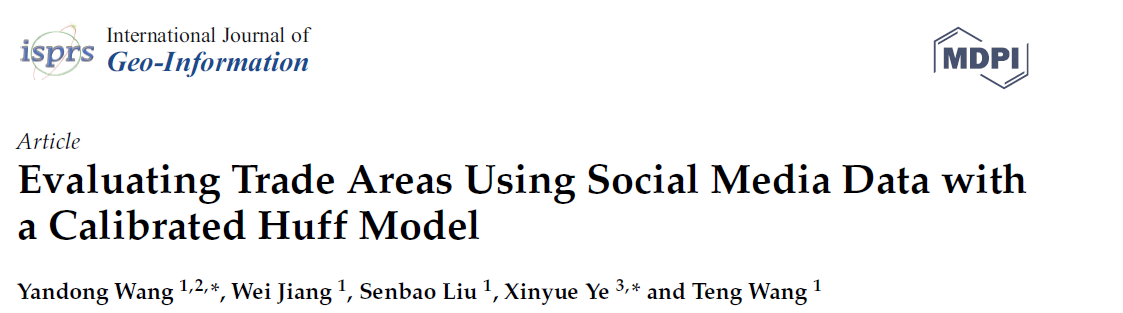 isprs
International Journal of
Geo-Information
MDPI
Article
Evaluating Trade Areas Using Social Media Data with
a Calibrated Huff Model
Yandong Wang 1,2,*, Wei Jiang 1, Senbao Liu 1, Xinyue Ye 3,* and Teng Wang 1